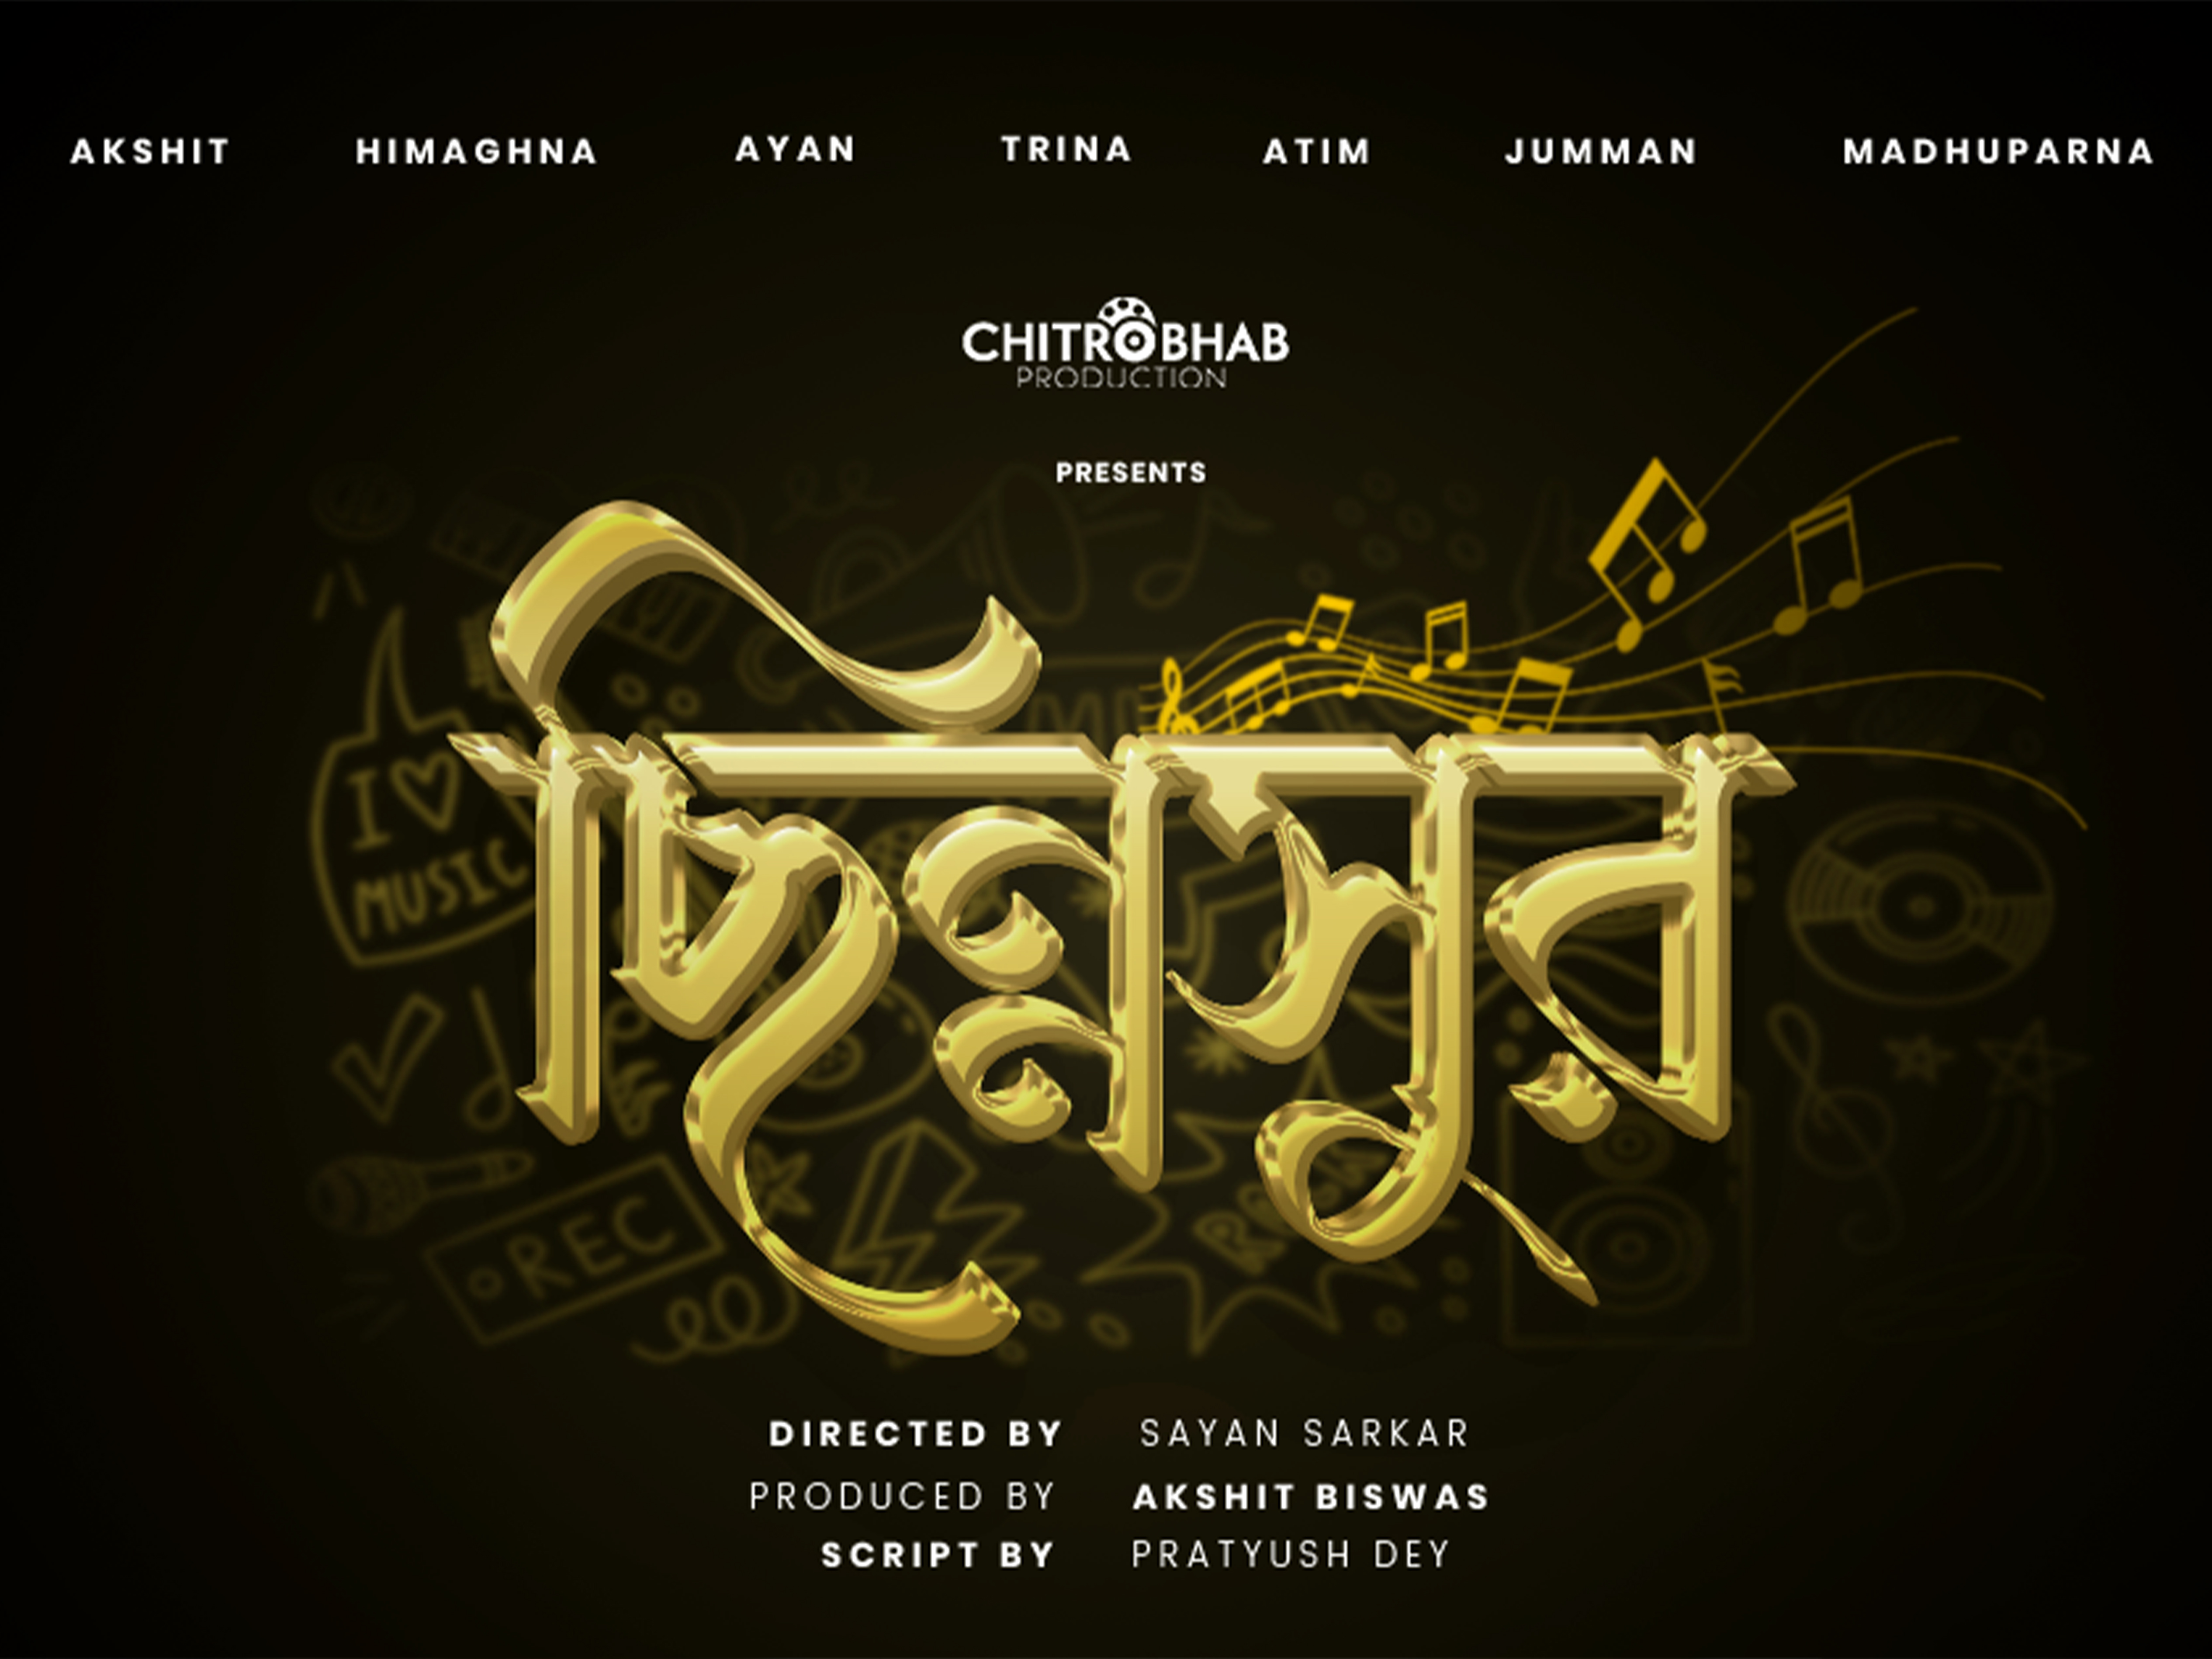 AKSHIT HIMAGHNA AYAN TRINA ATIM JUMMAN MADHUPARNA
CHITROBHAB
PRODUCTION
PRESENTS
ছিন্নসুর
I
MUSIC
REC
ROCK
DIRECTED BY SAYAN SARKAR
PRODUCED BY AKSHIT BISWAS
SCRIPT BY PRATYUSH DEY